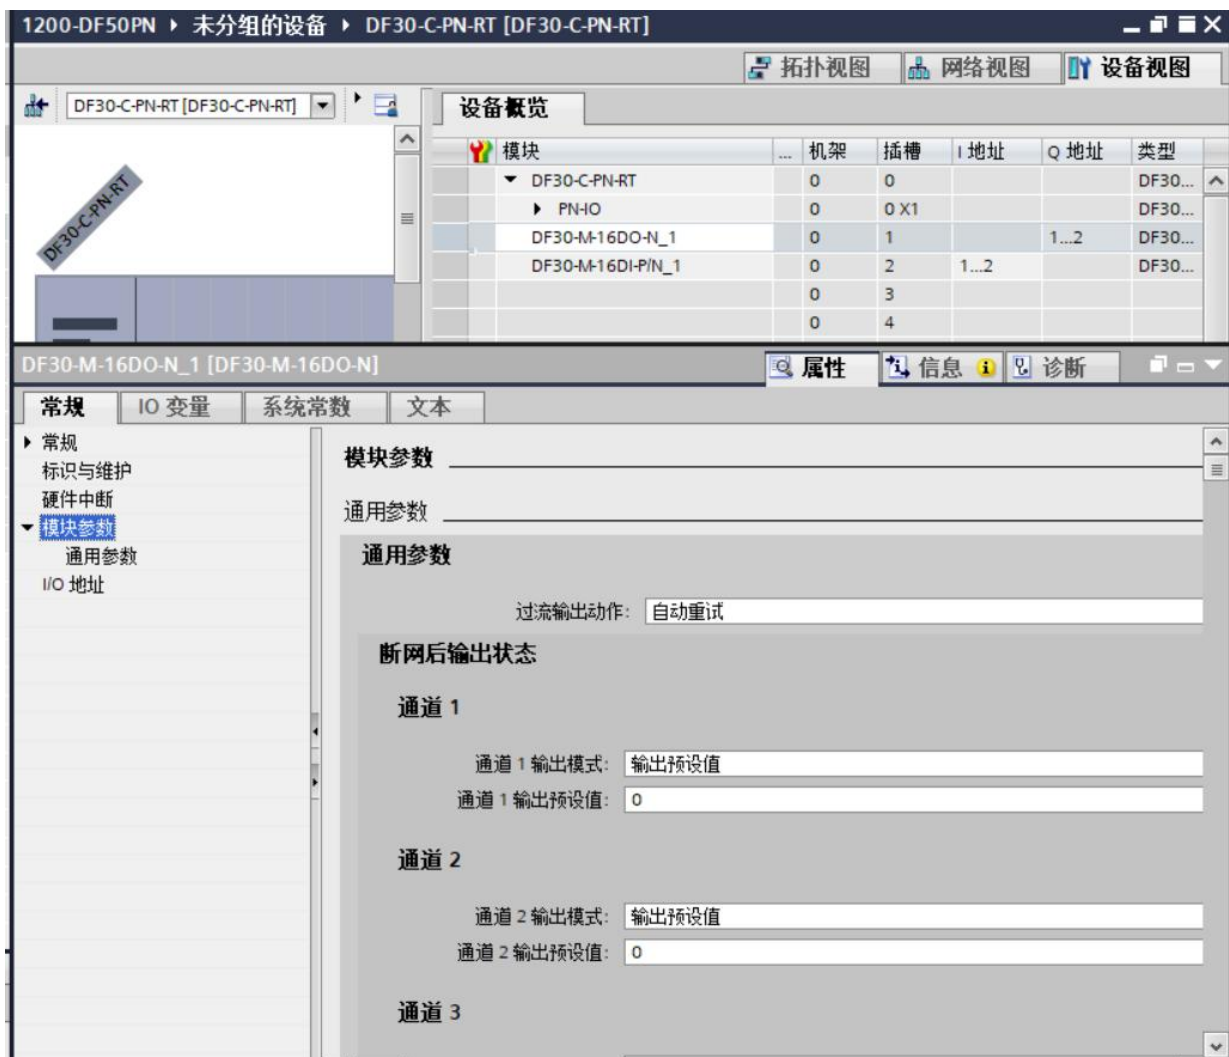 1200-DF50PN ▸ 未分组的设备 ▸ DF30-C-PN-RT [DF30-C-PN-RT]
拓扑视图 网络视图 设备视图
DF30-C-PN-RT [DF30-C-PN-RT] 设备概览
模块 ... 机架 插槽 I 地址 Q 地址 类型
DF30-C-PN-RT 0 0 DF30...
PN-IO 0 0 X1 DF30...
DF30-M-16DO-N_1 0 1 1...2 DF30...
DF30-M-16DI-P/N_1 0 2 1...2 DF30...
0 3
0 4
DF30-C-PN-RT
DF30-M-16DO-N_1 [DF30-M-16DO-N] 属性 信息 诊断
常规 IO 变量 系统常数 文本
常规
标识与维护
硬件中断
模块参数
通用参数
I/O 地址
模块参数
通用参数
通用参数
过流输出动作: 自动重试
断网后输出状态
通道 1
通道 1 输出模式: 输出预设值
通道 1 输出预设值: 0
通道 2
通道 2 输出模式: 输出预设值
通道 2 输出预设值: 0
通道 3